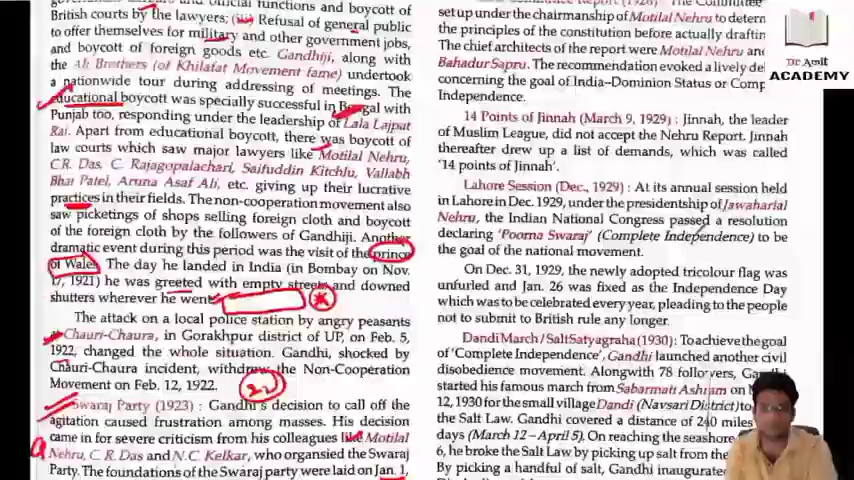 official functions and boycott of
British courts by the lawyers; Refusal of general public
to offer themselves for military and other government jobs,
and boycott of foreign goods etc. Gandhiji, along with
the Ali Brothers (of Khilafat Movement fame) undertook
a nationwide tour during addressing of meetings. The
educational boycott was specially successful in Bengal with
Punjab too, responding under the leadership of Lala Lajpat
Rai. Apart from educational boycott, there was boycott of
law courts which saw major lawyers like Motilal Nehru,
C.R. Das, C. Rajagopalachari, Saifuddin Kitchlu, Vallabh
Bhai Patel, Aruna Asaf Ali, etc. giving up their lucrative
practices in their fields. The non-cooperation movement also
saw picketings of shops selling foreign cloth and boycott
of the foreign cloth by the followers of Gandhiji. Another
dramatic event during this period was the visit of the prince
of Wales. The day he landed in India (in Bombay on Nov.
17, 1921) he was greeted with empty streets and downed
shutters wherever he went
The attack on a local police station by angry peasants
Chauri-Chaura, in Gorakhpur district of UP, on Feb. 5,
1922, changed the whole situation. Gandhi, shocked by
Chauri-Chaura incident, withdrew the Non-Cooperation
Movement on Feb. 12, 1922.
22
Swaraj Party (1923) : Gandhi's decision to call off the
agitation caused frustration among masses. His decision
came in for severe criticism from his colleagues like Motilal
Nehru, C.R. Das and N.C. Kelkar, who organsied the Swaraj
Party. The foundations of the Swaraj party were laid on Jan. 1,
set up under the chairmanship of Motilal Nehru to determ
the principles of the constitution before actually draftin
The chief architects of the report were Motilal Nehru and
Bahadur Sapru. The recommendation evoked a lively de
concerning the goal of India–Dominion Status or Comp
Independence.
14 Points of Jinnah (March 9, 1929) : Jinnah, the leader
of Muslim League, did not accept the Nehru Report. Jinnah
thereafter drew up a list of demands, which was called
'14 points of Jinnah'.
Lahore Session (Dec., 1929) : At its annual session held
in Lahore in Dec. 1929, under the presidentship of Jawaharlal
Nehru, the Indian National Congress passed a resolution
declaring 'Poorna Swaraj' (Complete Independence) to be
the goal of the national movement.
On Dec. 31, 1929, the newly adopted tricolour flag was
unfurled and Jan. 26 was fixed as the Independence Day
which was to be celebrated every year, pleading to the people
not to submit to British rule any longer.
Dandi March / Salt Satyagraha (1930) : To achieve the goal
of 'Complete Independence', Gandhi launched another civil
disobedience movement. Alongwith 78 followers, Gandhi
started his famous march from Sabarmati Ashram on
12, 1930 for the small village Dandi (Navsari District) to
the Salt Law. Gandhi covered a distance of 240 miles
days (March 12–April 5). On reaching the seashore
6, he broke the Salt Law by picking up salt from the
By picking a handful of salt, Gandhi inaugurated
Dr Amit
ACADEMY